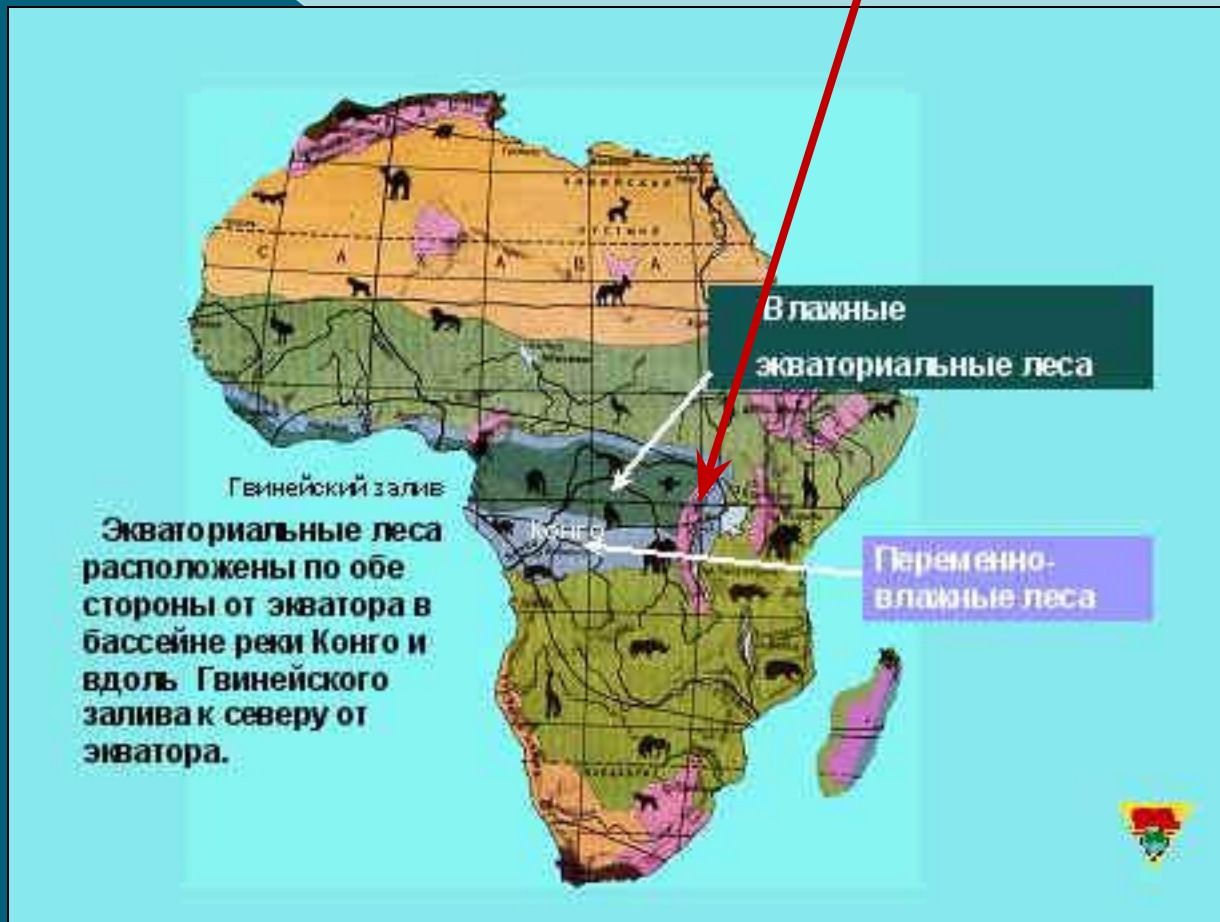 Влажные
экваториальные леса
Гвинейский залив
Экваториальные леса
расположены по обе
стороны от экватора в
бассейне реки Конго и
вдоль Гвинейского
залива к северу от
экватора.
Конго
Переменно-
влажные леса
С А Х А Р А